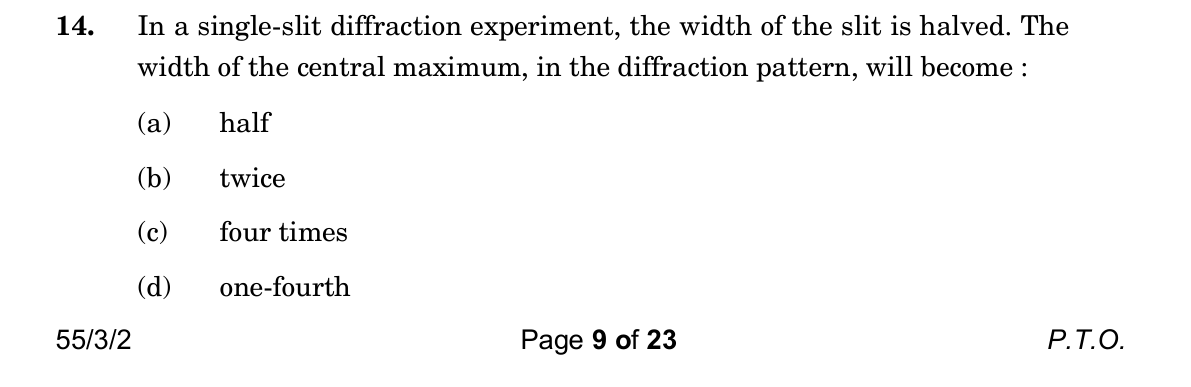 14. In a single-slit diffraction experiment, the width of the slit is halved. The
width of the central maximum, in the diffraction pattern, will become :
(a) half
(b) twice
(c) four times
(d) one-fourth
55/3/2 Page 9 of 23 P.T.O.